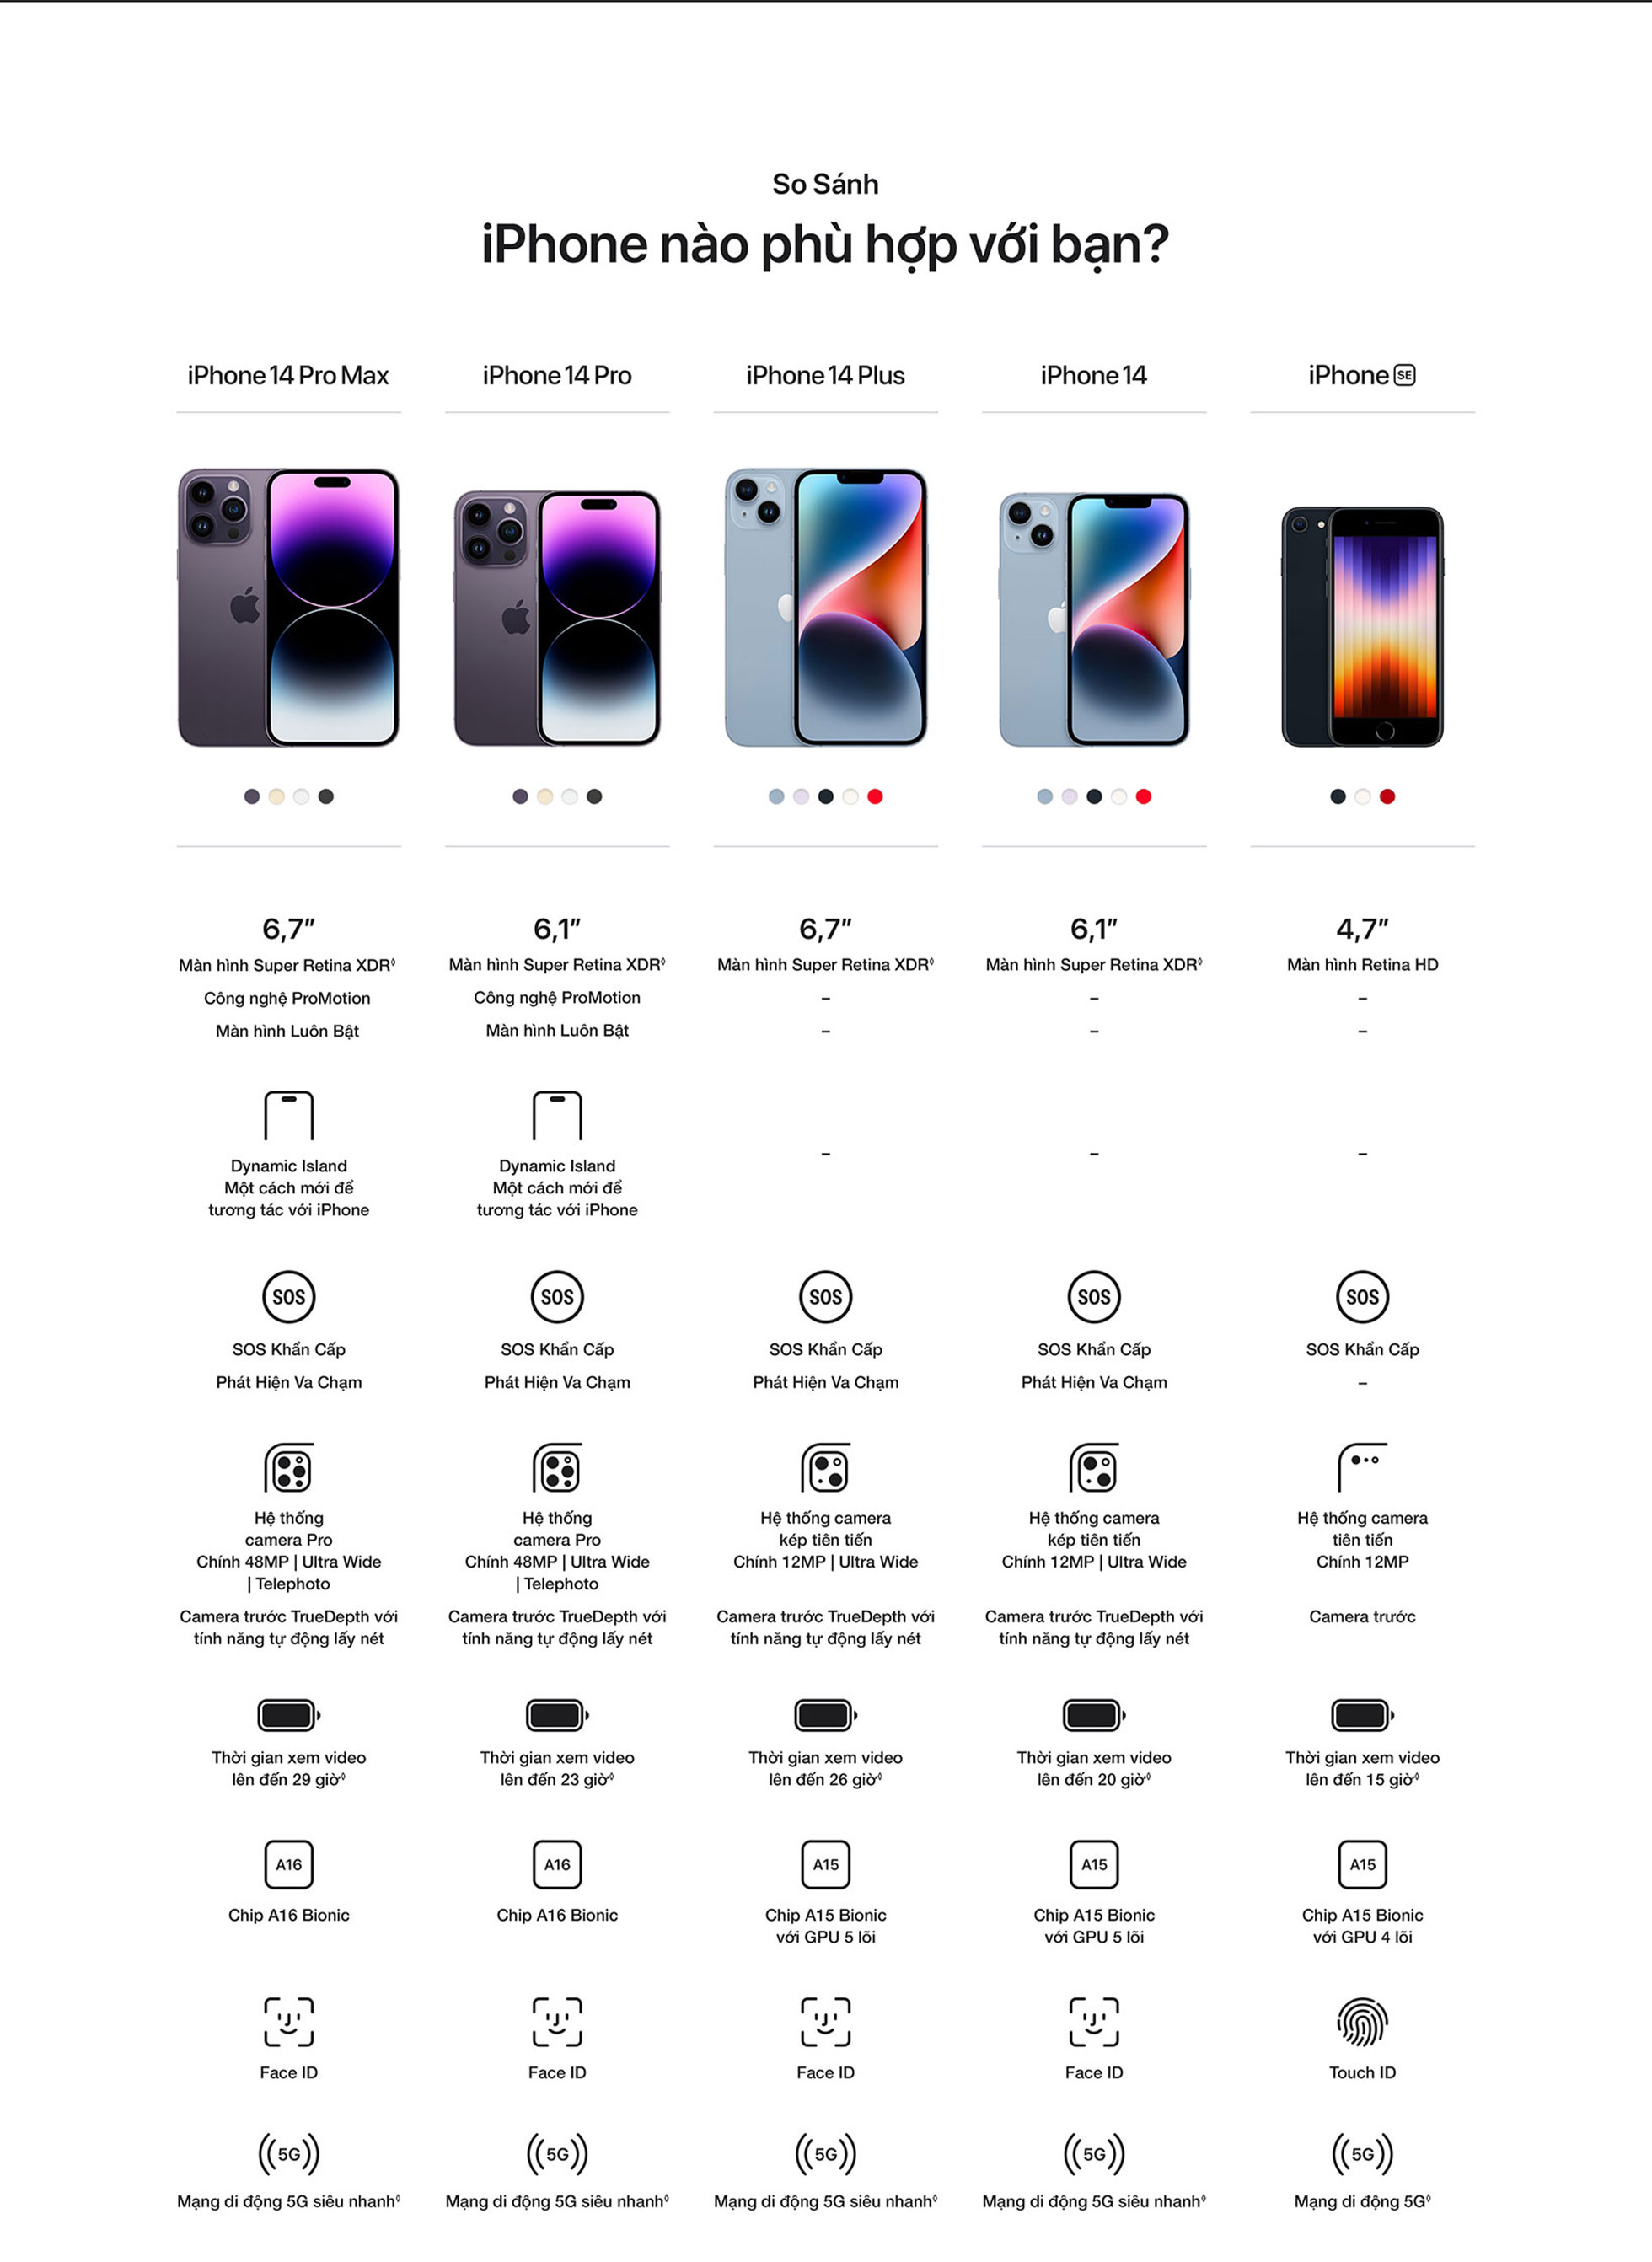 So Sánh
iPhone nào phù hợp với bạn?
iPhone 14 Pro Max
iPhone 14 Pro
iPhone 14 Plus
iPhone 14
iPhone SE
6,7″
6,1″
6,7″
6,1″
4,7″
Màn hình Super Retina XDR◊
Màn hình Super Retina XDR◊
Màn hình Super Retina XDR◊
Màn hình Super Retina XDR◊
Màn hình Retina HD
Công nghệ ProMotion
Công nghệ ProMotion
–
–
–
Màn hình Luôn Bật
Màn hình Luôn Bật
–
–
–
Dynamic Island
Một cách mới để
tương tác với iPhone
Dynamic Island
Một cách mới để
tương tác với iPhone
–
–
–
SOS
SOS
SOS
SOS
SOS
SOS Khẩn Cấp
SOS Khẩn Cấp
SOS Khẩn Cấp
SOS Khẩn Cấp
SOS Khẩn Cấp
Phát Hiện Va Chạm
Phát Hiện Va Chạm
Phát Hiện Va Chạm
Phát Hiện Va Chạm
–
Hệ thống
camera Pro
Chính 48MP | Ultra Wide
| Telephoto
Hệ thống
camera Pro
Chính 48MP | Ultra Wide
| Telephoto
Hệ thống camera
kép tiên tiến
Chính 12MP | Ultra Wide
Hệ thống camera
kép tiên tiến
Chính 12MP | Ultra Wide
Hệ thống camera
tiên tiến
Chính 12MP
Camera trước TrueDepth với
tính năng tự động lấy nét
Camera trước TrueDepth với
tính năng tự động lấy nét
Camera trước TrueDepth với
tính năng tự động lấy nét
Camera trước TrueDepth với
tính năng tự động lấy nét
Camera trước
Thời gian xem video
lên đến 29 giờ◊
Thời gian xem video
lên đến 23 giờ◊
Thời gian xem video
lên đến 26 giờ◊
Thời gian xem video
lên đến 20 giờ◊
Thời gian xem video
lên đến 15 giờ◊
A16
A16
A15
A15
A15
Chip A16 Bionic
Chip A16 Bionic
Chip A15 Bionic
với GPU 5 lõi
Chip A15 Bionic
với GPU 5 lõi
Chip A15 Bionic
với GPU 4 lõi
Face ID
Face ID
Face ID
Face ID
Touch ID
5G
5G
5G
5G
5G
Mạng di động 5G siêu nhanh◊
Mạng di động 5G siêu nhanh◊
Mạng di động 5G siêu nhanh◊
Mạng di động 5G siêu nhanh◊
Mạng di động 5G◊